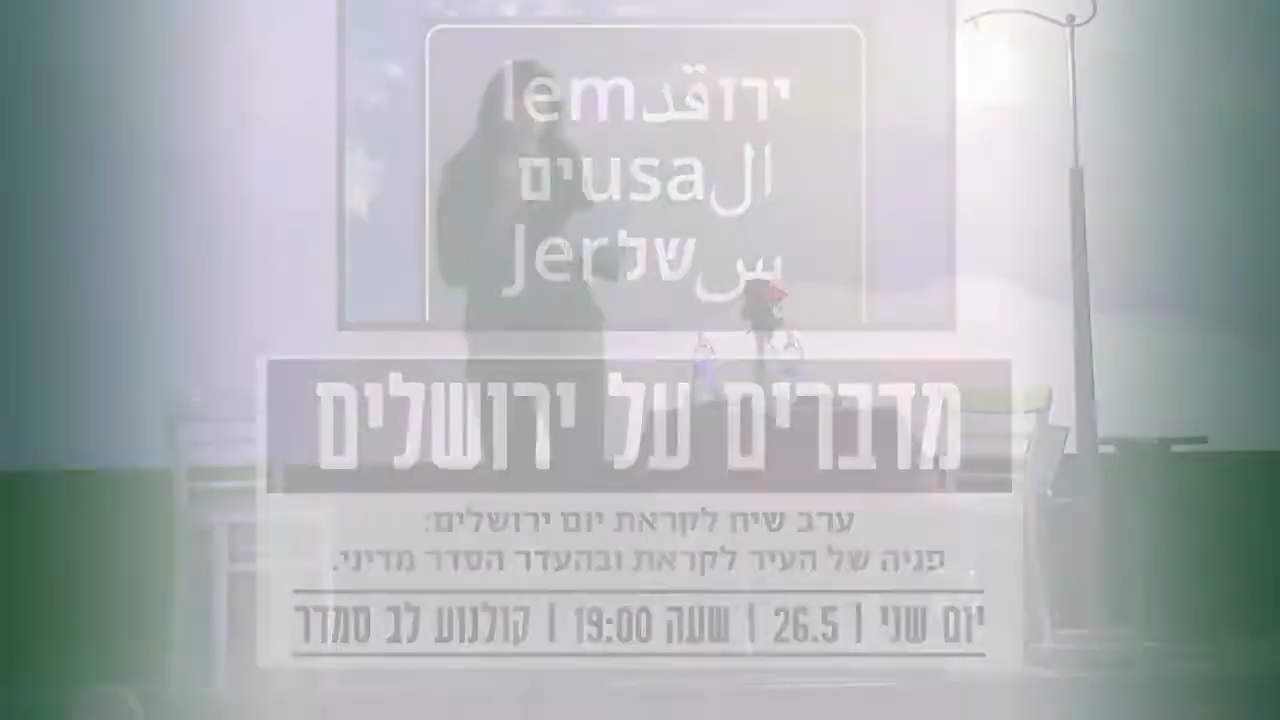 ירוقدlem
الusaים
سשלJer
מדברים על ירושלים
ערב שיח לקראת יום ירושלים:
פניה של העיר לקראת ובהעדר הסדר מדיני.
יום שני | 26.5 | שעה 19:00 | קולנוע לב סמדר